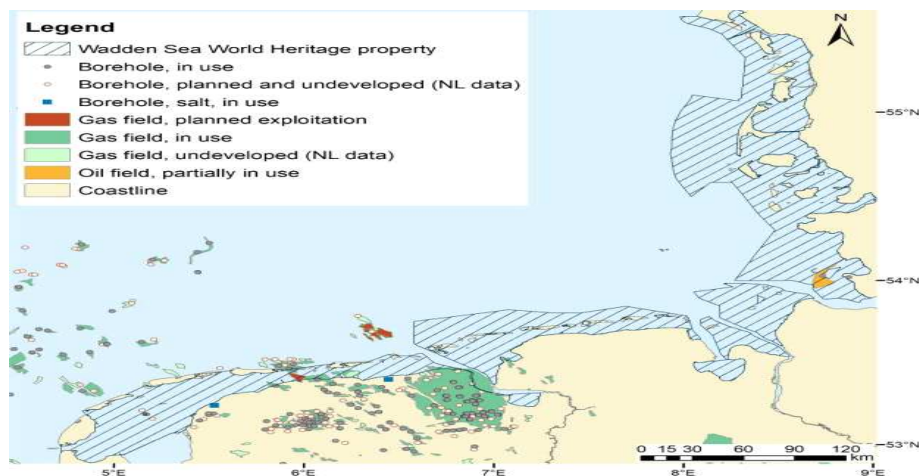 Legend
Wadden Sea World Heritage property
Borehole, in use
Borehole, planned and undeveloped (NL data)
Borehole, salt, in use
Gas field, planned exploitation
Gas field, in use
Gas field, undeveloped (NL data)
Oil field, partially in use
Coastline
N
55°N
54°N
53°N
0 15 30 60 90 120
km
5°E 6°E 7°E 8°E 9°E